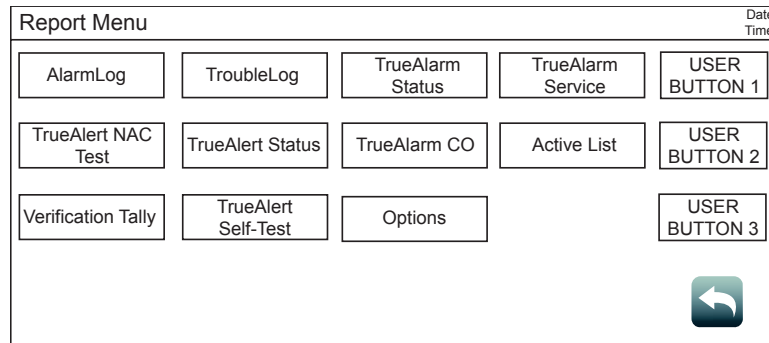 Report Menu
Date
Time
AlarmLog
TroubleLog
TrueAlarm
Status
TrueAlarm
Service
USER
BUTTON 1
TrueAlert NAC
Test
TrueAlert Status
TrueAlarm CO
Active List
USER
BUTTON 2
Verification Tally
TrueAlert
Self-Test
Options
USER
BUTTON 3